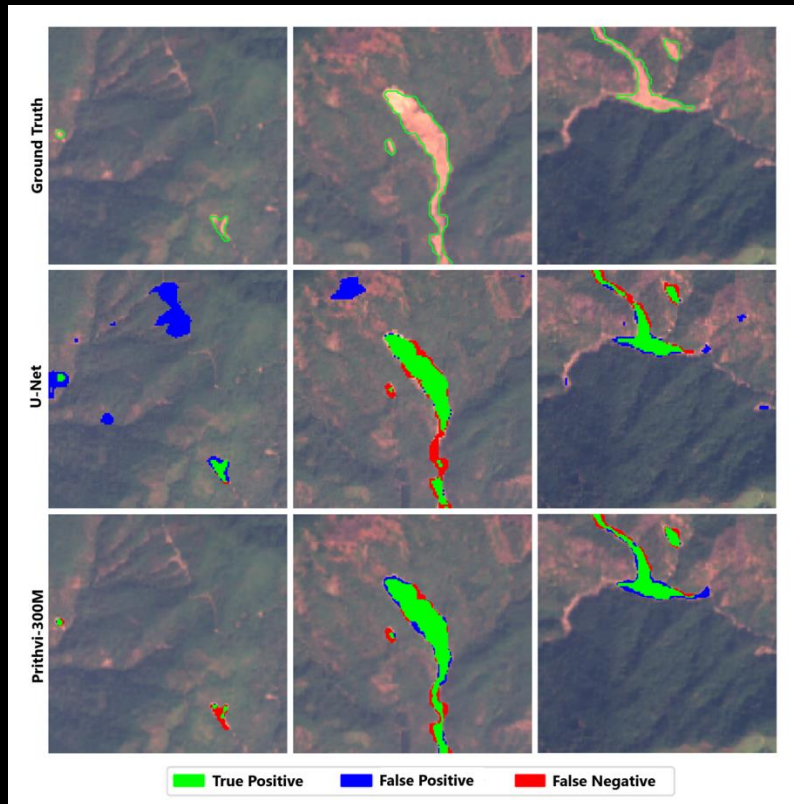 Ground Truth
U-Net
Prithvi-300M
True Positive
False Positive
False Negative